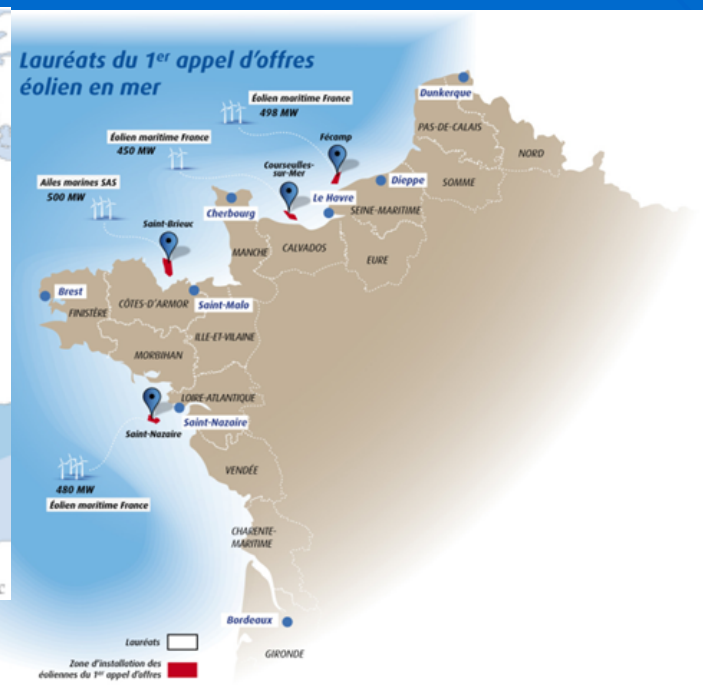 Lauréats du 1er appel d'offres
éolien en mer
Éolien maritime France
498 MW
Éolien maritime France
450 MW
Ailes marines SAS
500 MW
Dunkerque
PAS-DE-CALAIS
NORD
Fécamp
Courseulles-
sur-Mer
Dieppe
SOMME
Le Havre
Cherbourg
SEINE-MARITIME
Saint-Brieuc
MANCHE
CALVADOS
EURE
Brest
CÔTES-D'ARMOR
Saint-Malo
FINISTÈRE
ILLE-ET-VILAINE
MORBIHAN
LOIRE-ATLANTIQUE
Saint-Nazaire
Saint-Nazaire
VENDÉE
480 MW
Éolien maritime France
CHARENTE-
MARITIME
Bordeaux
GIRONDE
Lauréats
Zone d'installation des
éoliennes du 1er appel d'offres